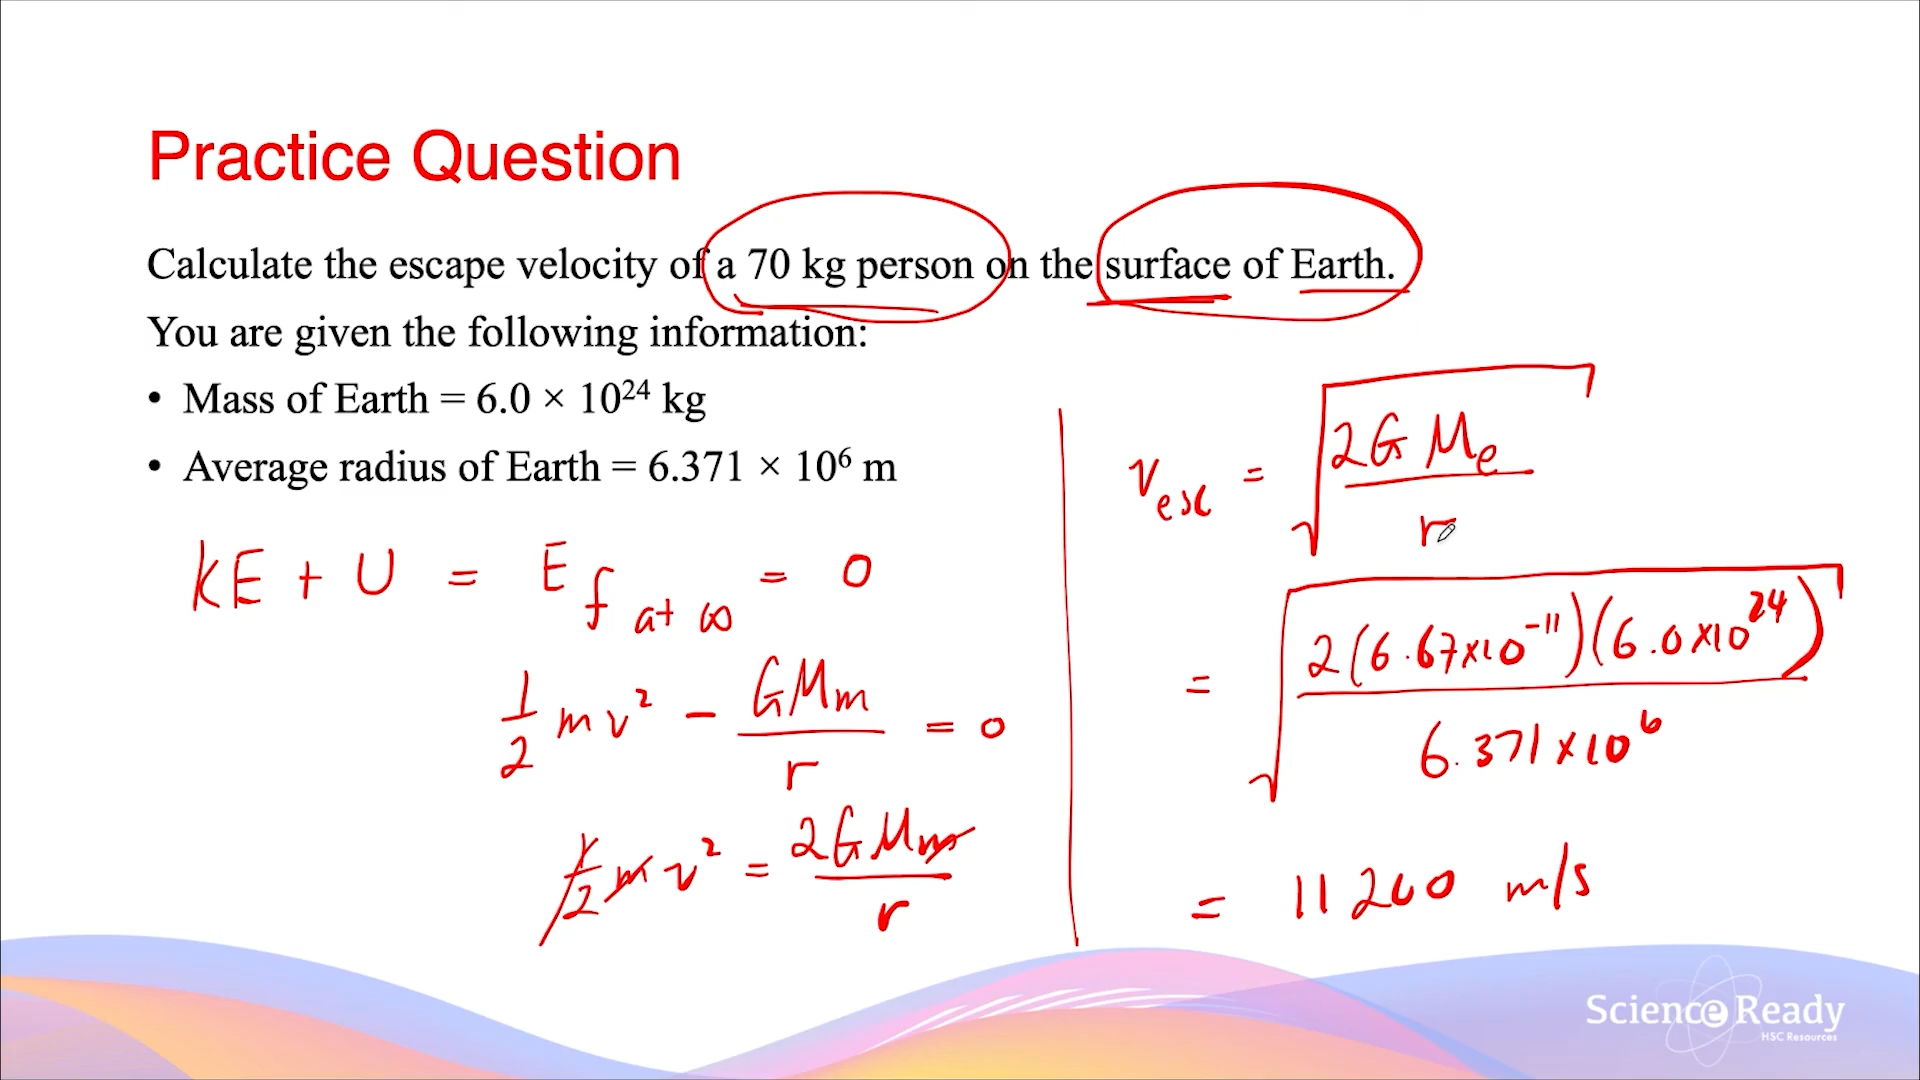 Practice Question
Calculate the escape velocity of a 70 kg person on the surface of Earth.
You are given the following information:
• Mass of Earth = 6.0 × 10²⁴ kg
• Average radius of Earth = 6.371 × 10⁶ m
KE + U = E_f at ∞ = 0
1/2 mv² - GMm/r = 0
1/2 mv² = 2GMm/r
v_esc = √(2GMe/r)
= √(2(6.67×10⁻¹¹)(6.0×10²⁴)/6.371×10⁶)
= 11200 m/s
Science Ready
HSC Resources